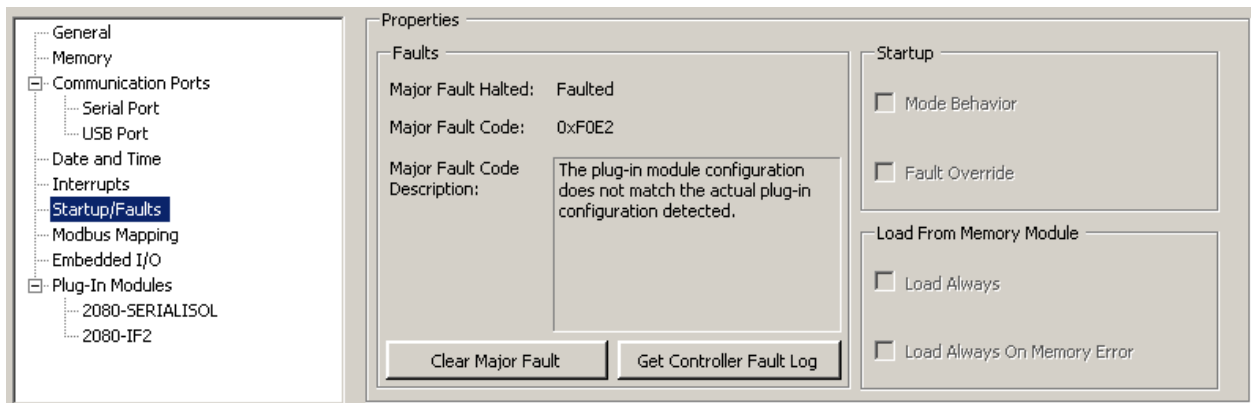 General
Memory
Communication Ports
Serial Port
USB Port
Date and Time
Interrupts
Startup/Faults
Modbus Mapping
Embedded I/O
Plug-In Modules
2080-SERIALISOL
2080-IF2
Properties
Faults
Major Fault Halted: Faulted
Major Fault Code: 0xF0E2
Major Fault Code
Description:
The plug-in module configuration
does not match the actual plug-in
configuration detected.
Clear Major Fault
Get Controller Fault Log
Startup
Mode Behavior
Fault Override
Load From Memory Module
Load Always
Load Always On Memory Error